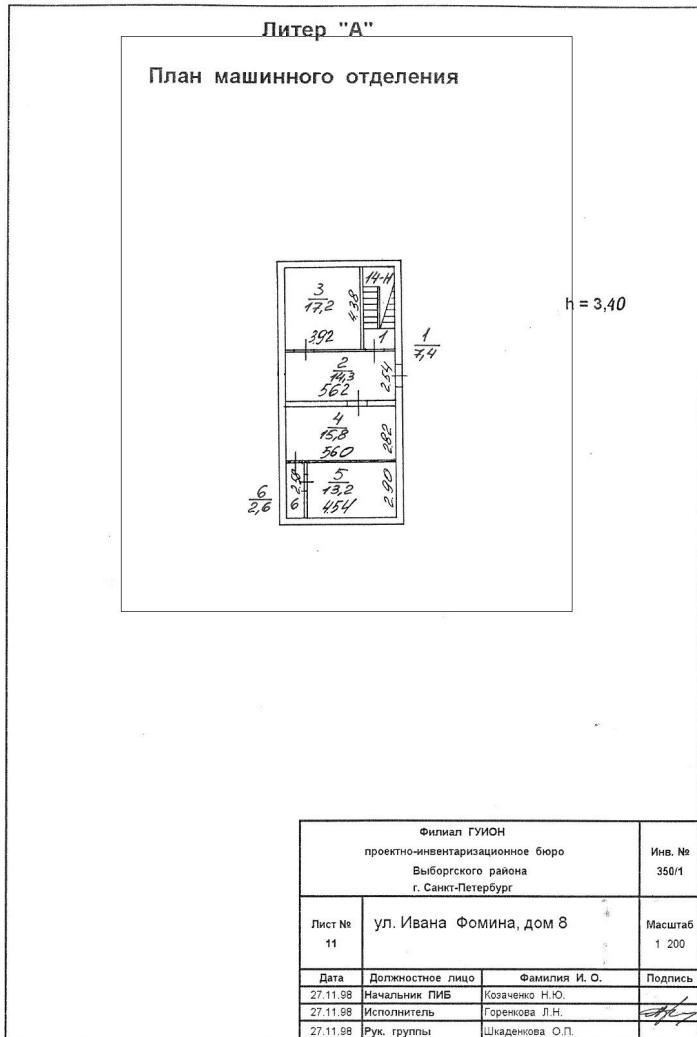 Литер "А"
План машинного отделения
14-Н
3
17,2
4.38
3.92
1
1
7,4
h = 3,40
2
14,3
2.54
5.62
4
15,8
2.82
5.60
6
2,6
6
5
13,2
2.90
4.54
Филиал ГУИОН
проектно-инвентаризационное бюро
Выборгского района
г. Санкт-Петербург
Инв. №
350/1
Лист №
11
ул. Ивана Фомина, дом 8
Масштаб
1 200
Дата Должностное лицо Фамилия И. О. Подпись
27.11.98 Начальник ПИБ Козаченко Н.Ю.
27.11.98 Исполнитель Горенкова Л.Н.
27.11.98 Рук. группы Шкаденкова О.П.